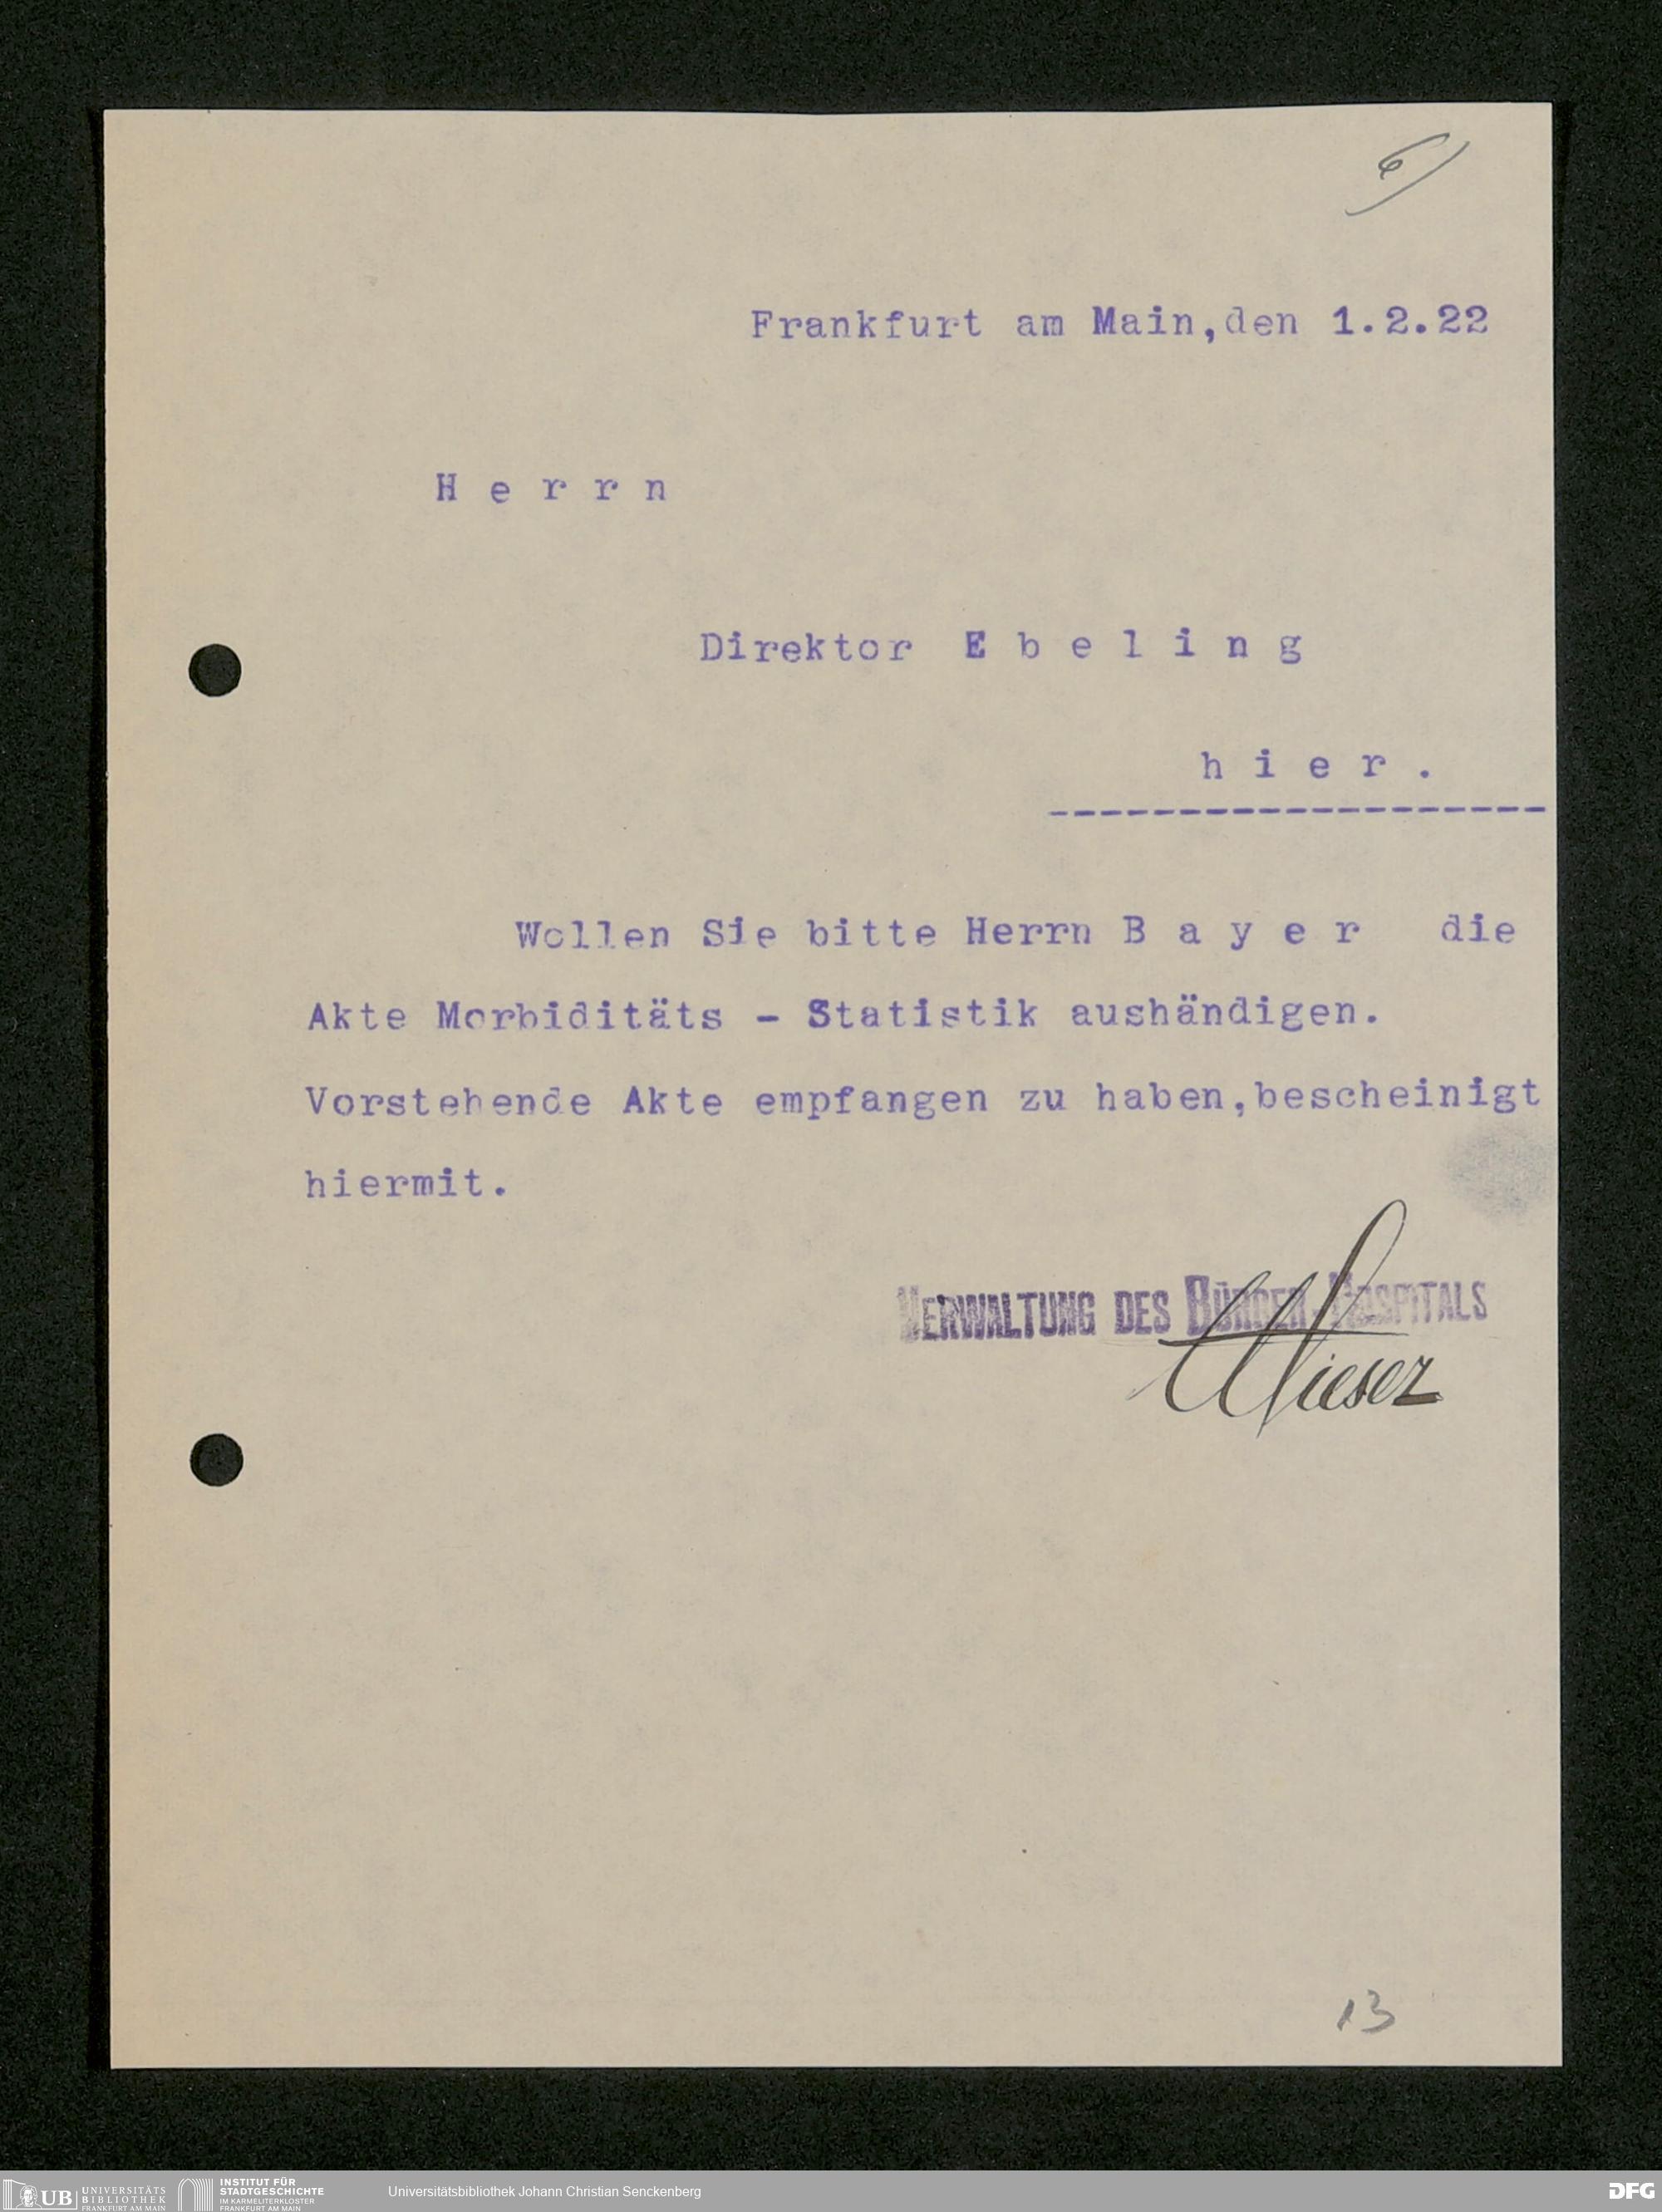 6)
Frankfurt am Main,den 1.2.22
H e r r n
Direktor E b e l i n g
h i e r .
-------------------
Wollen Sie bitte Herrn B a y e r die
Akte Morbiditäts - Statistik aushändigen.
Vorstehende Akte empfangen zu haben,bescheinigt
hiermit.
VERWALTUNG DES BÜRGER-HOSPITALS
13
UB UNIVERSITÄTS BIBLIOTHEK FRANKFURT AM MAIN
INSTITUT FÜR STADTGESCHICHTE IM KARMELITERKLOSTER FRANKFURT AM MAIN
Universitätsbibliothek Johann Christian Senckenberg
DFG